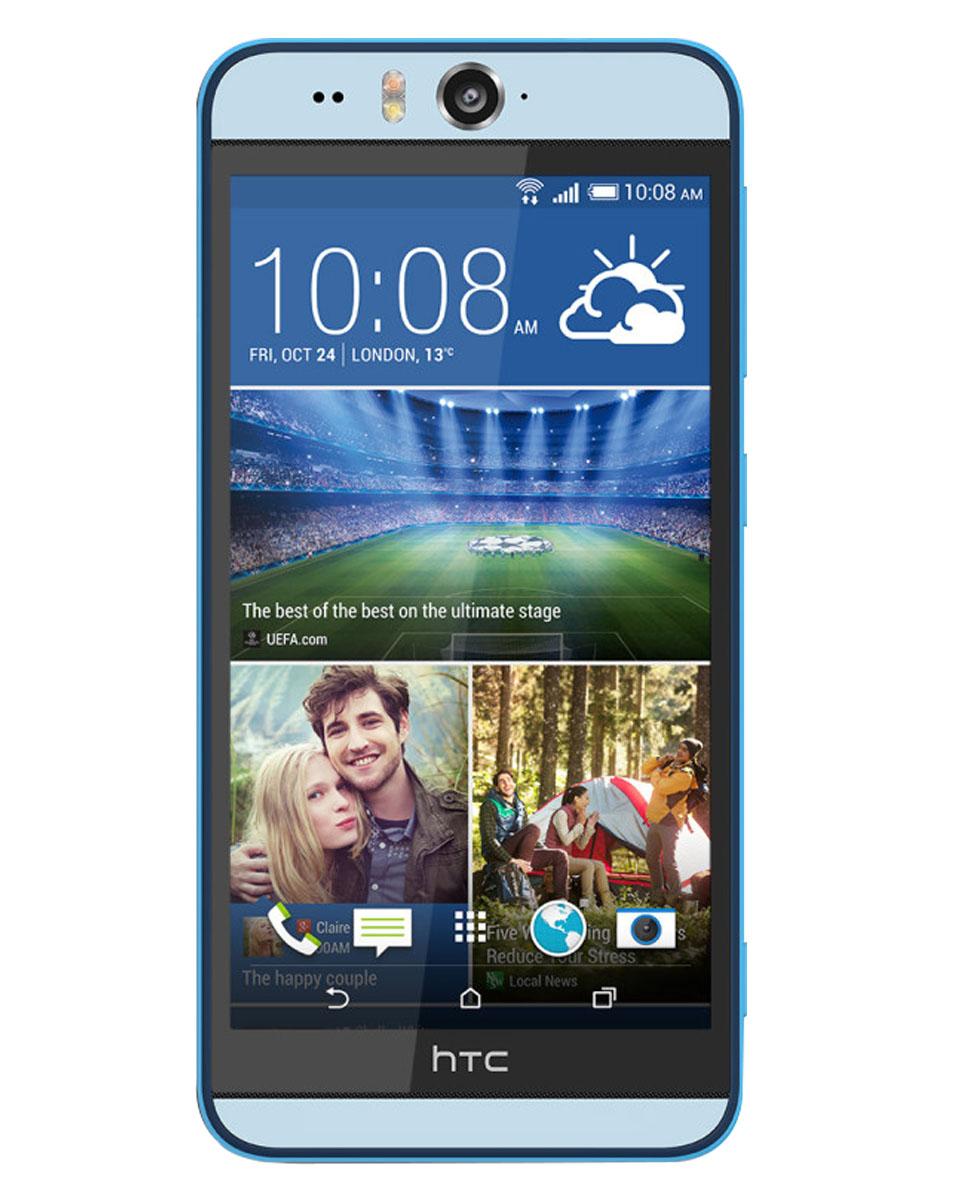 10:08 AM
10:08 AM
FRI, OCT 24 | LONDON, 13°C
The best of the best on the ultimate stage
UEFA.com
Claire
The happy couple
Five
Reduce Your Stress
Local News
hTC